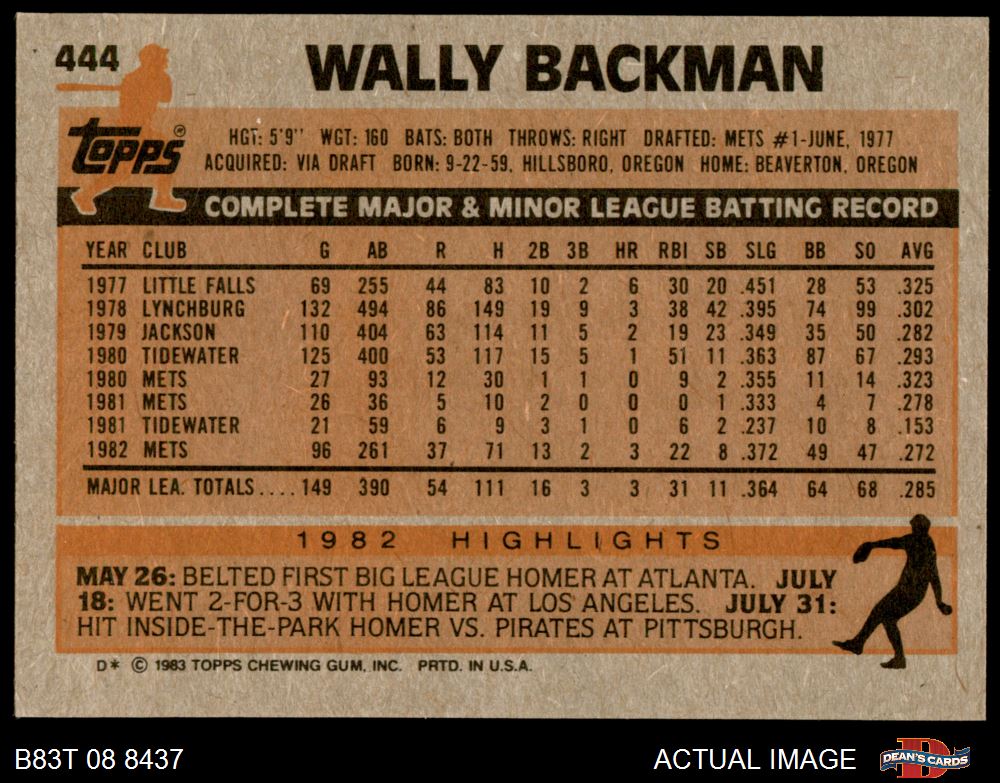 444 WALLY BACKMAN
TOPPS®
HGT: 5'9" WGT: 160 BATS: BOTH THROWS: RIGHT DRAFTED: METS #1-JUNE, 1977
ACQUIRED: VIA DRAFT BORN: 9-22-59, HILLSBORO, OREGON HOME: BEAVERTON, OREGON
COMPLETE MAJOR & MINOR LEAGUE BATTING RECORD
YEAR CLUB G AB R H 2B 3B HR RBI SB SLG BB SO AVG
1977 LITTLE FALLS 69 255 44 83 10 2 6 30 20 .451 28 53 .325
1978 LYNCHBURG 132 494 86 149 19 9 3 38 42 .395 74 99 .302
1979 JACKSON 110 404 63 114 11 5 2 19 23 .349 35 50 .282
1980 TIDEWATER 125 400 53 117 15 5 1 51 11 .363 87 67 .293
1980 METS 27 93 12 30 1 1 0 9 2 .355 11 14 .323
1981 METS 26 36 5 10 2 0 0 0 1 .333 4 7 .278
1981 TIDEWATER 21 59 6 9 3 1 0 6 2 .237 10 8 .153
1982 METS 96 261 37 71 13 2 3 22 8 .372 49 47 .272
MAJOR LEA. TOTALS.... 149 390 54 111 16 3 3 31 11 .364 64 68 .285
1982 HIGHLIGHTS
MAY 26: BELTED FIRST BIG LEAGUE HOMER AT ATLANTA. JULY
18: WENT 2-FOR-3 WITH HOMER AT LOS ANGELES. JULY 31:
HIT INSIDE-THE-PARK HOMER VS. PIRATES AT PITTSBURGH.
D* © 1983 TOPPS CHEWING GUM, INC. PRTD. IN U.S.A.
B83T 08 8437 ACTUAL IMAGE D DEAN'S CARDS